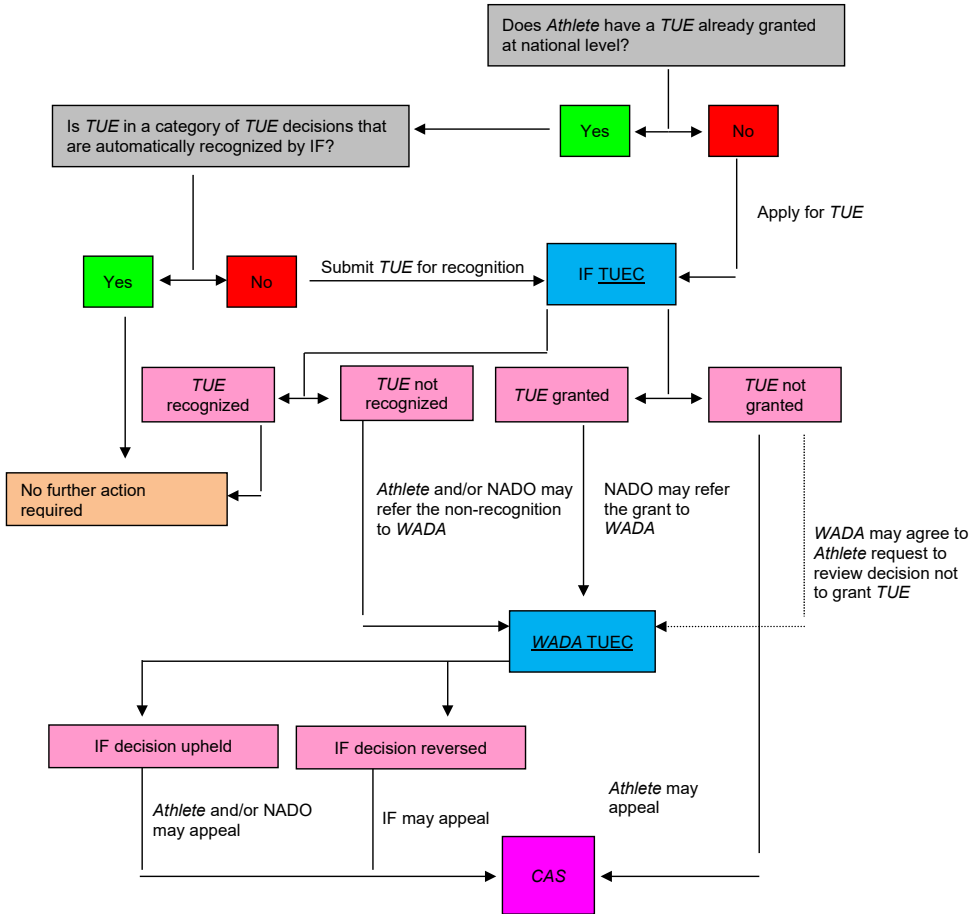 Does Athlete have a TUE already granted
at national level?
Is TUE in a category of TUE decisions that
are automatically recognized by IF?
Yes
No
Apply for TUE
Yes
No
Submit TUE for recognition
IF TUEC
TUE
recognized
TUE not
recognized
TUE granted
TUE not
granted
No further action
required
Athlete and/or NADO may
refer the non-recognition
to WADA
NADO may refer
the grant to
WADA
WADA may agree to
Athlete request to
review decision not
to grant TUE
WADA TUEC
IF decision upheld
IF decision reversed
Athlete and/or NADO
may appeal
IF may appeal
Athlete may
appeal
CAS